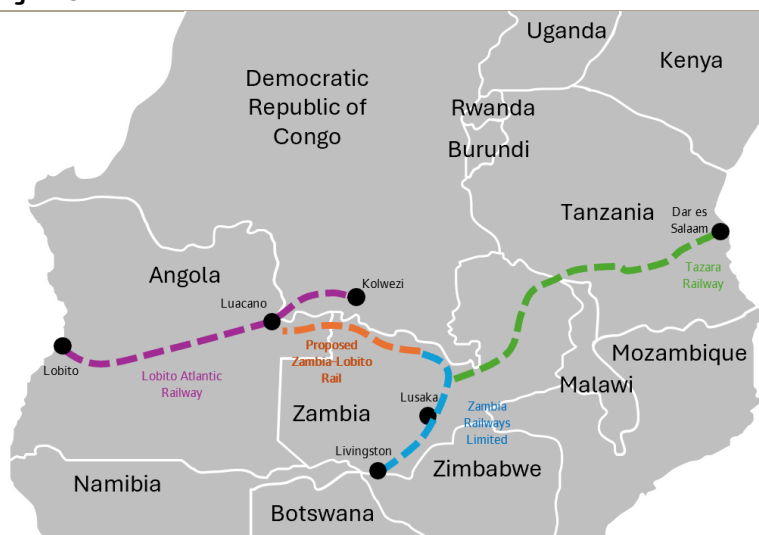 Uganda
Kenya
Democratic
Republic of
Congo
Rwanda
Burundi
Tanzania
Dar es
Salaam
Angola
Kolwezi
Tazara
Railway
Luacano
Proposed
Zambia-Lobito
Rail
Mozambique
Lobito
Lobito Atlantic
Railway
Malawi
Lusaka
Zambia
Zambia
Railways
Limited
Livingston
Zimbabwe
Namibia
Botswana